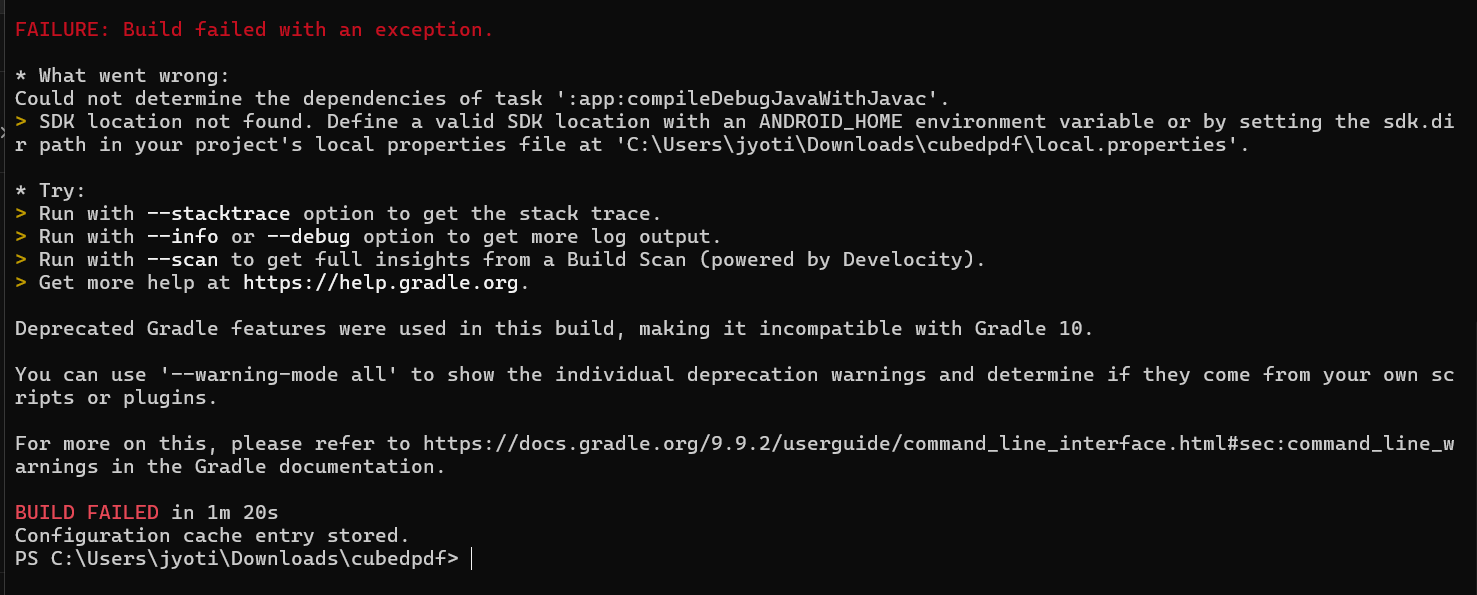 FAILURE: Build failed with an exception.
* What went wrong:
Could not determine the dependencies of task ':app:compileDebugJavaWithJavac'.
> SDK location not found. Define a valid SDK location with an ANDROID_HOME environment variable or by setting the sdk.di
r path in your project's local properties file at 'C:\Users\jyoti\Downloads\cubedpdf\local.properties'.
* Try:
> Run with --stacktrace option to get the stack trace.
> Run with --info or --debug option to get more log output.
> Run with --scan to get full insights from a Build Scan (powered by Develocity).
> Get more help at https://help.gradle.org.
Deprecated Gradle features were used in this build, making it incompatible with Gradle 10.
You can use '--warning-mode all' to show the individual deprecation warnings and determine if they come from your own sc
ripts or plugins.
For more on this, please refer to https://docs.gradle.org/9.9.2/userguide/command_line_interface.html#sec:command_line_w
arnings in the Gradle documentation.
BUILD FAILED in 1m 20s
Configuration cache entry stored.
PS C:\Users\jyoti\Downloads\cubedpdf>